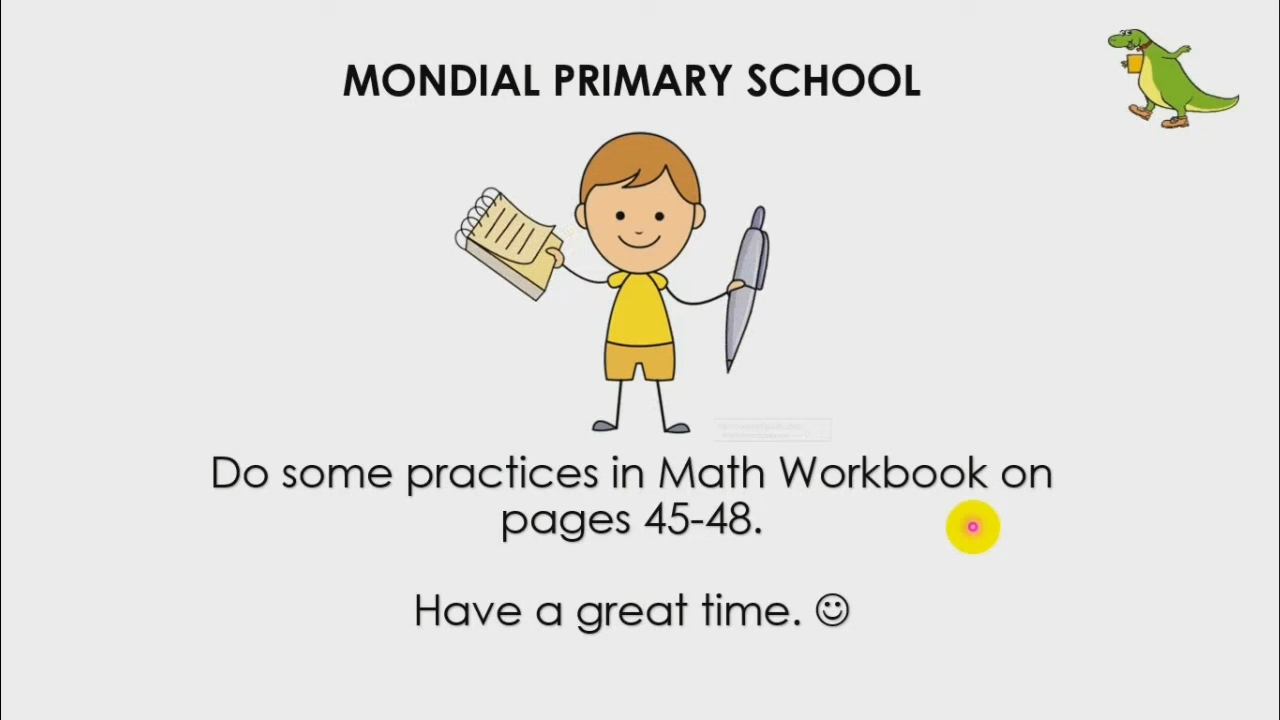 MONDIAL PRIMARY SCHOOL
Do some practices in Math Workbook on
pages 45-48.
Have a great time. ☺